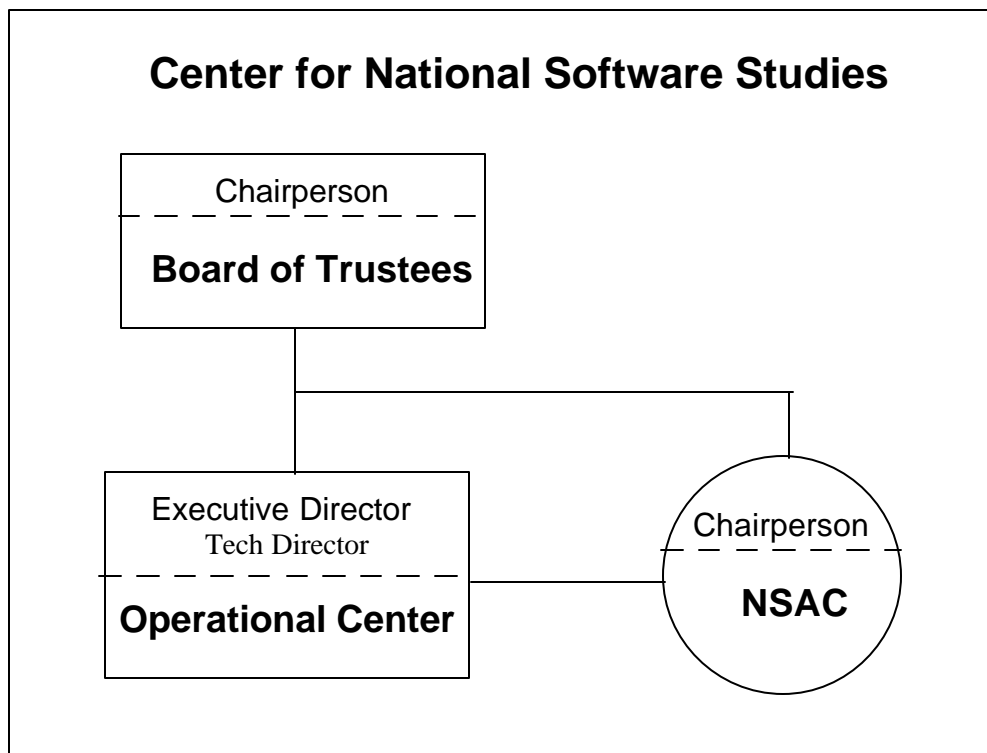 Center for National Software Studies
Chairperson
Board of Trustees
Executive Director
Tech Director
Operational Center
Chairperson
NSAC